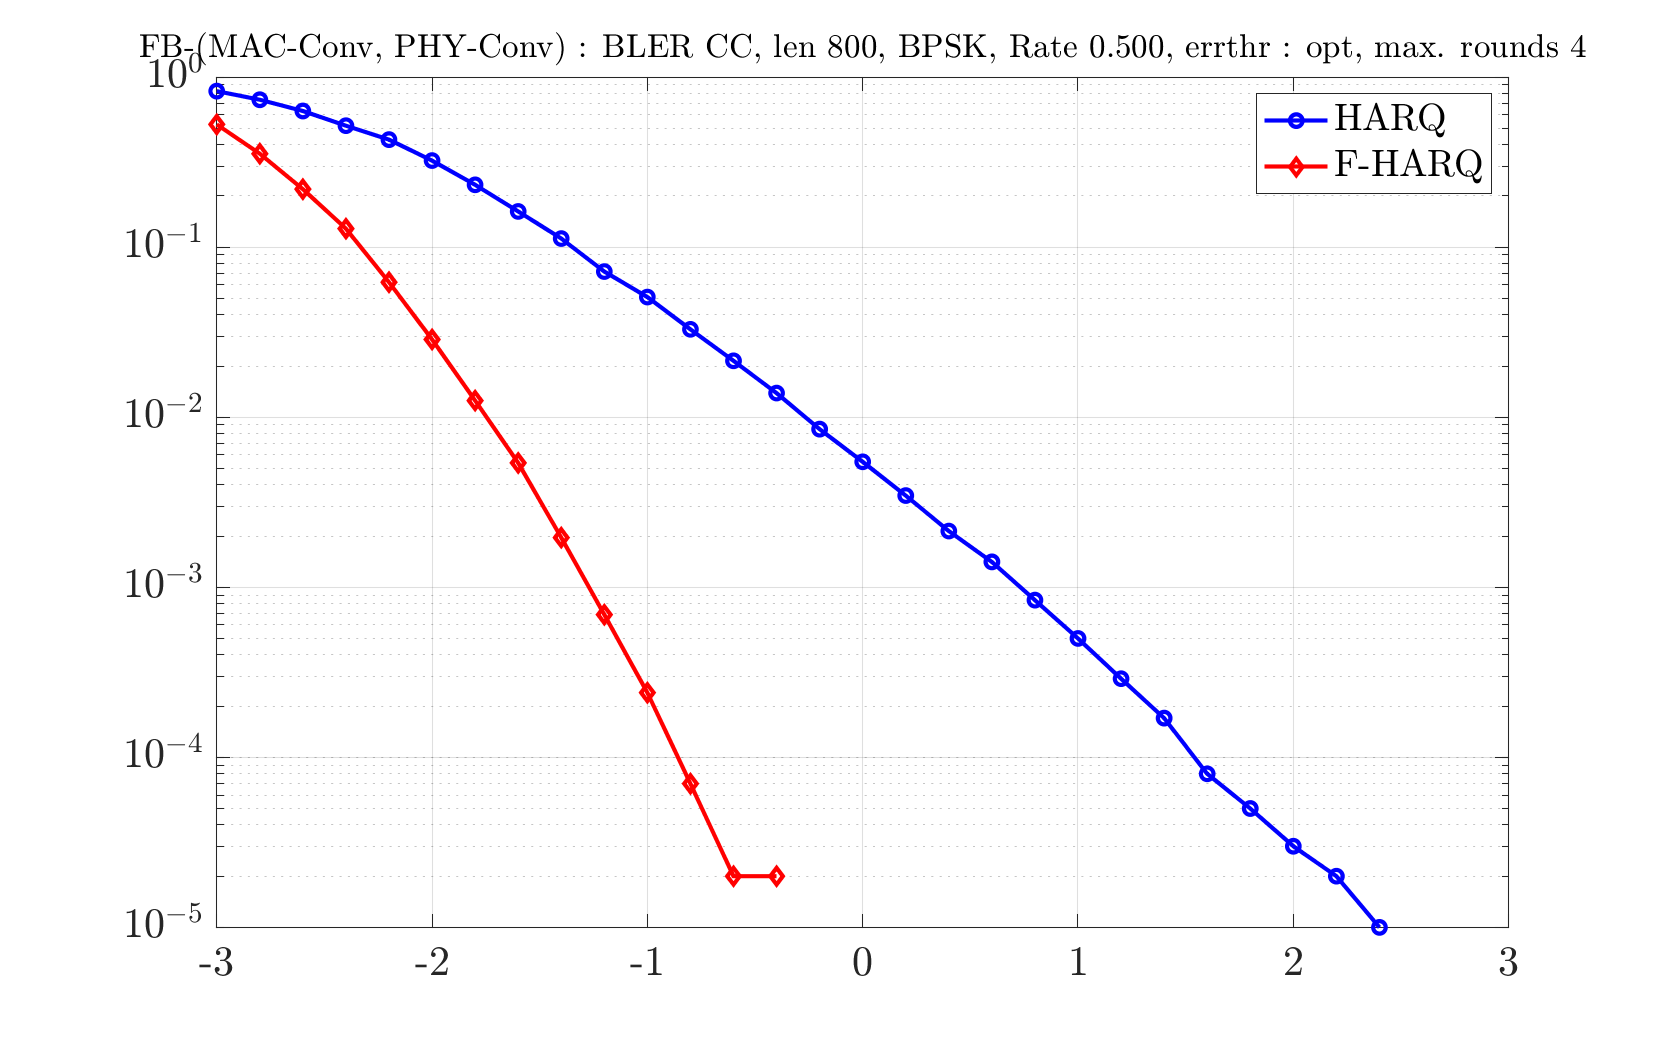 FB-(MAC-Conv, PHY-Conv) : BLER CC, len 800, BPSK, Rate 0.500, errthr : opt, max. rounds 4
10^0
10^-1
10^-2
10^-3
10^-4
10^-5
HARQ
F-HARQ
-3 -2 -1 0 1 2 3